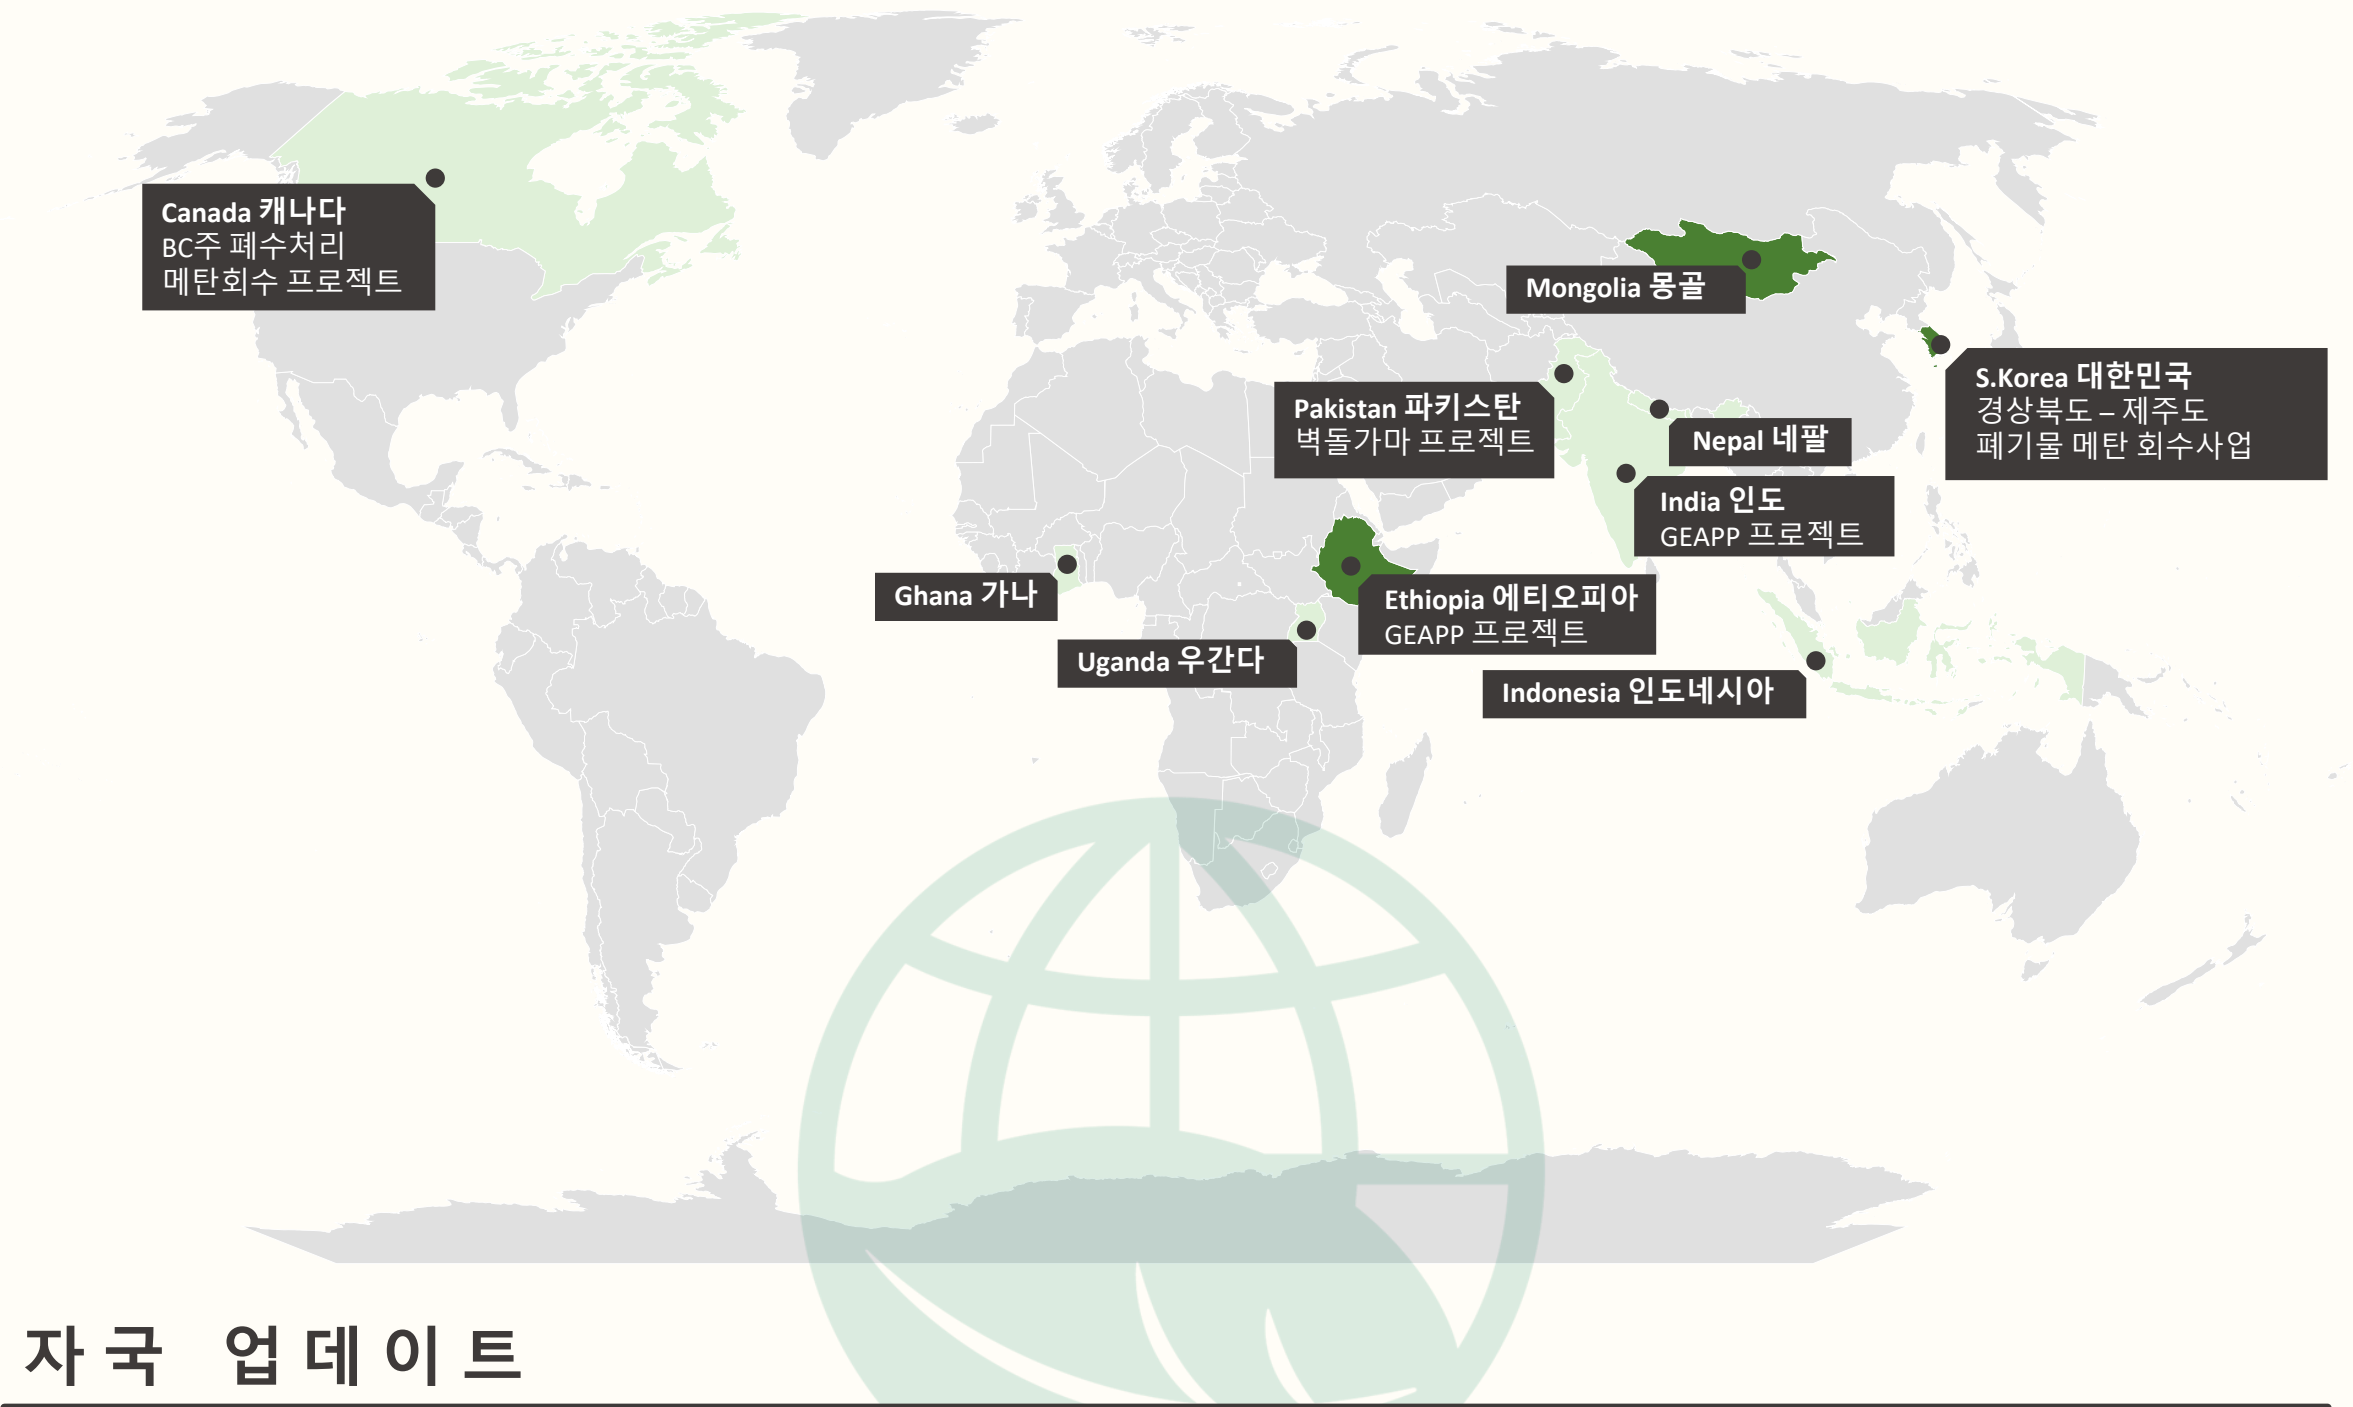 Canada 캐나다
BC주 폐수처리
메탄회수 프로젝트
Mongolia 몽골
S.Korea 대한민국
경상북도 – 제주도
폐기물 메탄 회수사업
Pakistan 파키스탄
벽돌가마 프로젝트
Nepal 네팔
India 인도
GEAPP 프로젝트
Ghana 가나
Ethiopia 에티오피아
GEAPP 프로젝트
Uganda 우간다
Indonesia 인도네시아
자국 업데이트